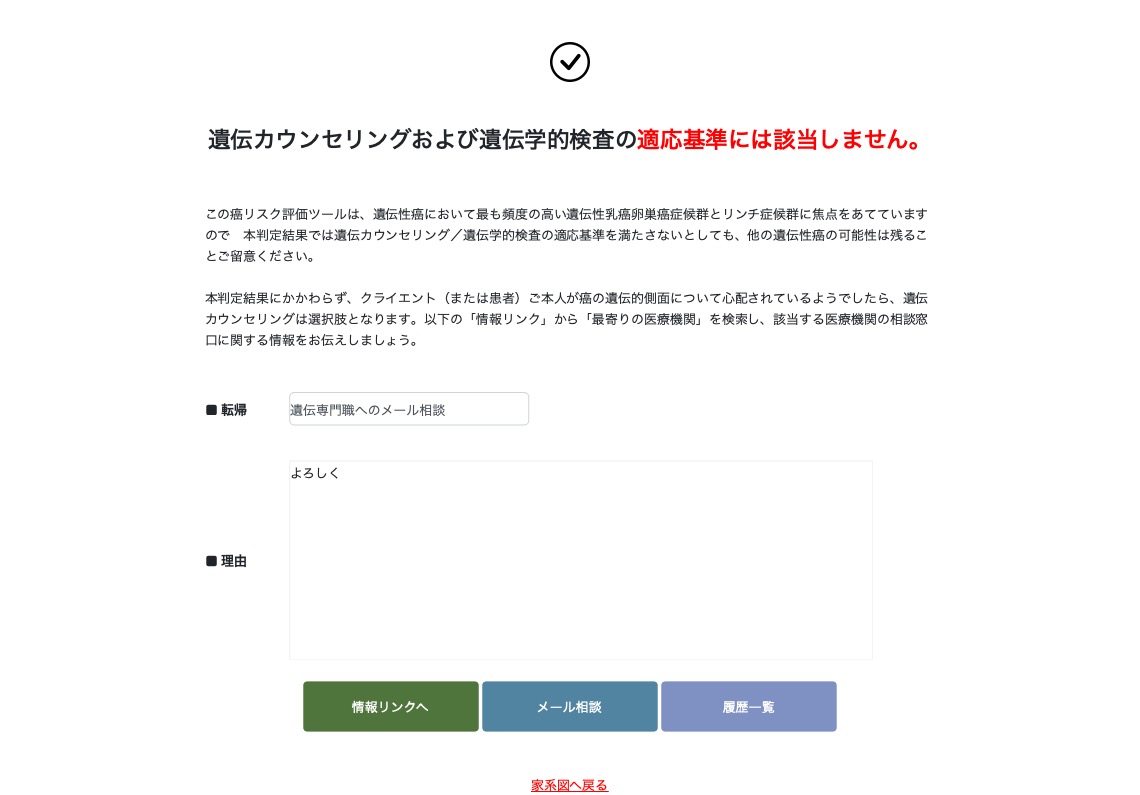 遺伝カウンセリングおよび遺伝学的検査の適応基準には該当しません。
この癌リスク評価ツールは、遺伝性癌において最も頻度の高い遺伝性乳癌卵巣癌症候群とリンチ症候群に焦点をあてています
ので　本判定結果では遺伝カウンセリング／遺伝学的検査の適応基準を満たさないとしても、他の遺伝性癌の可能性は残るこ
とご留意ください。
本判定結果にかかわらず、クライエント（または患者）ご本人が癌の遺伝的側面について心配されているようでしたら、遺伝
カウンセリングは選択肢となります。以下の「情報リンク」から「最寄りの医療機関」を検索し、該当する医療機関の相談窓
口に関する情報をお伝えしましょう。
■ 転帰 遺伝専門職へのメール相談
よろしく
■ 理由
情報リンクへ メール相談 履歴一覧
家系図へ戻る